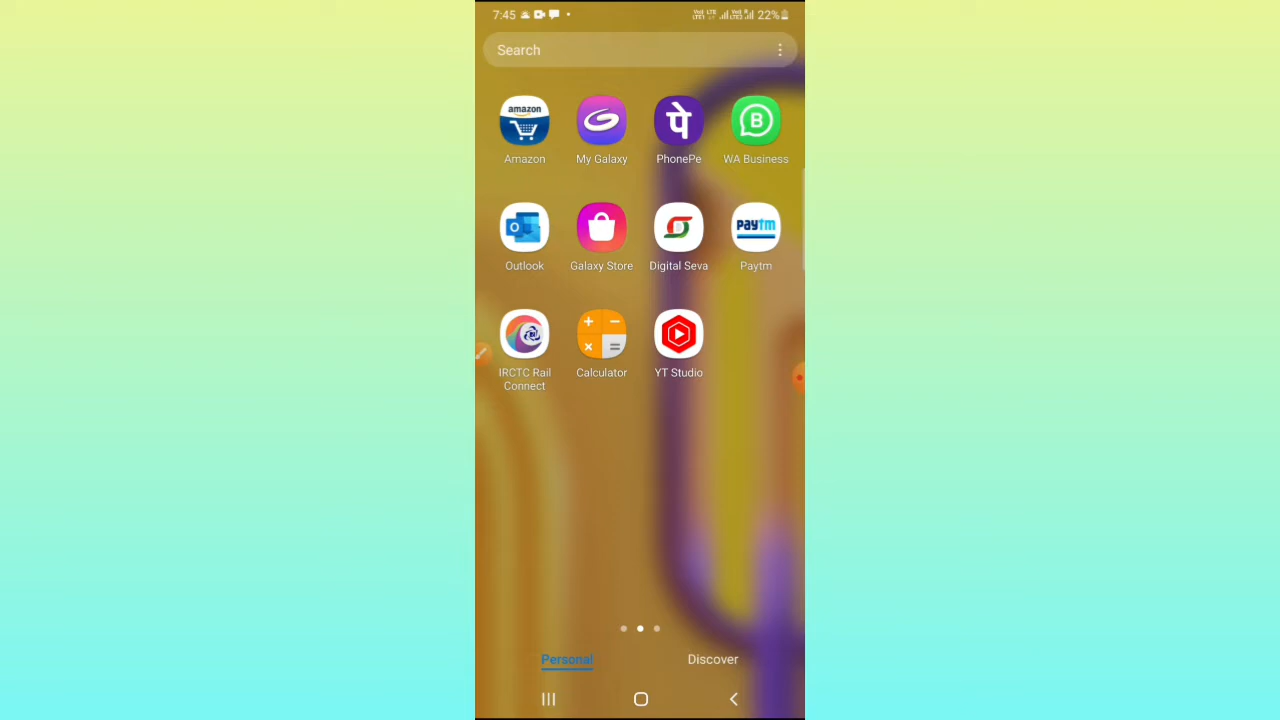 7:45 22%
Search
amazon
Amazon My Galaxy पे PhonePe B WA Business
O
Outlook Galaxy Store Digital Seva paytm Paytm
IRCTC Rail Connect Calculator YT Studio
Personal Discover